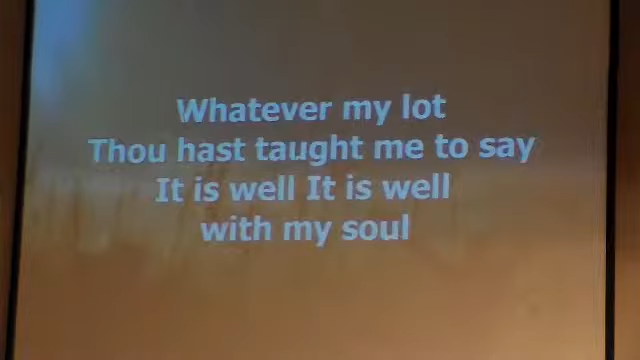 Whatever my lot
Thou hast taught me to say
It is well It is well
with my soul